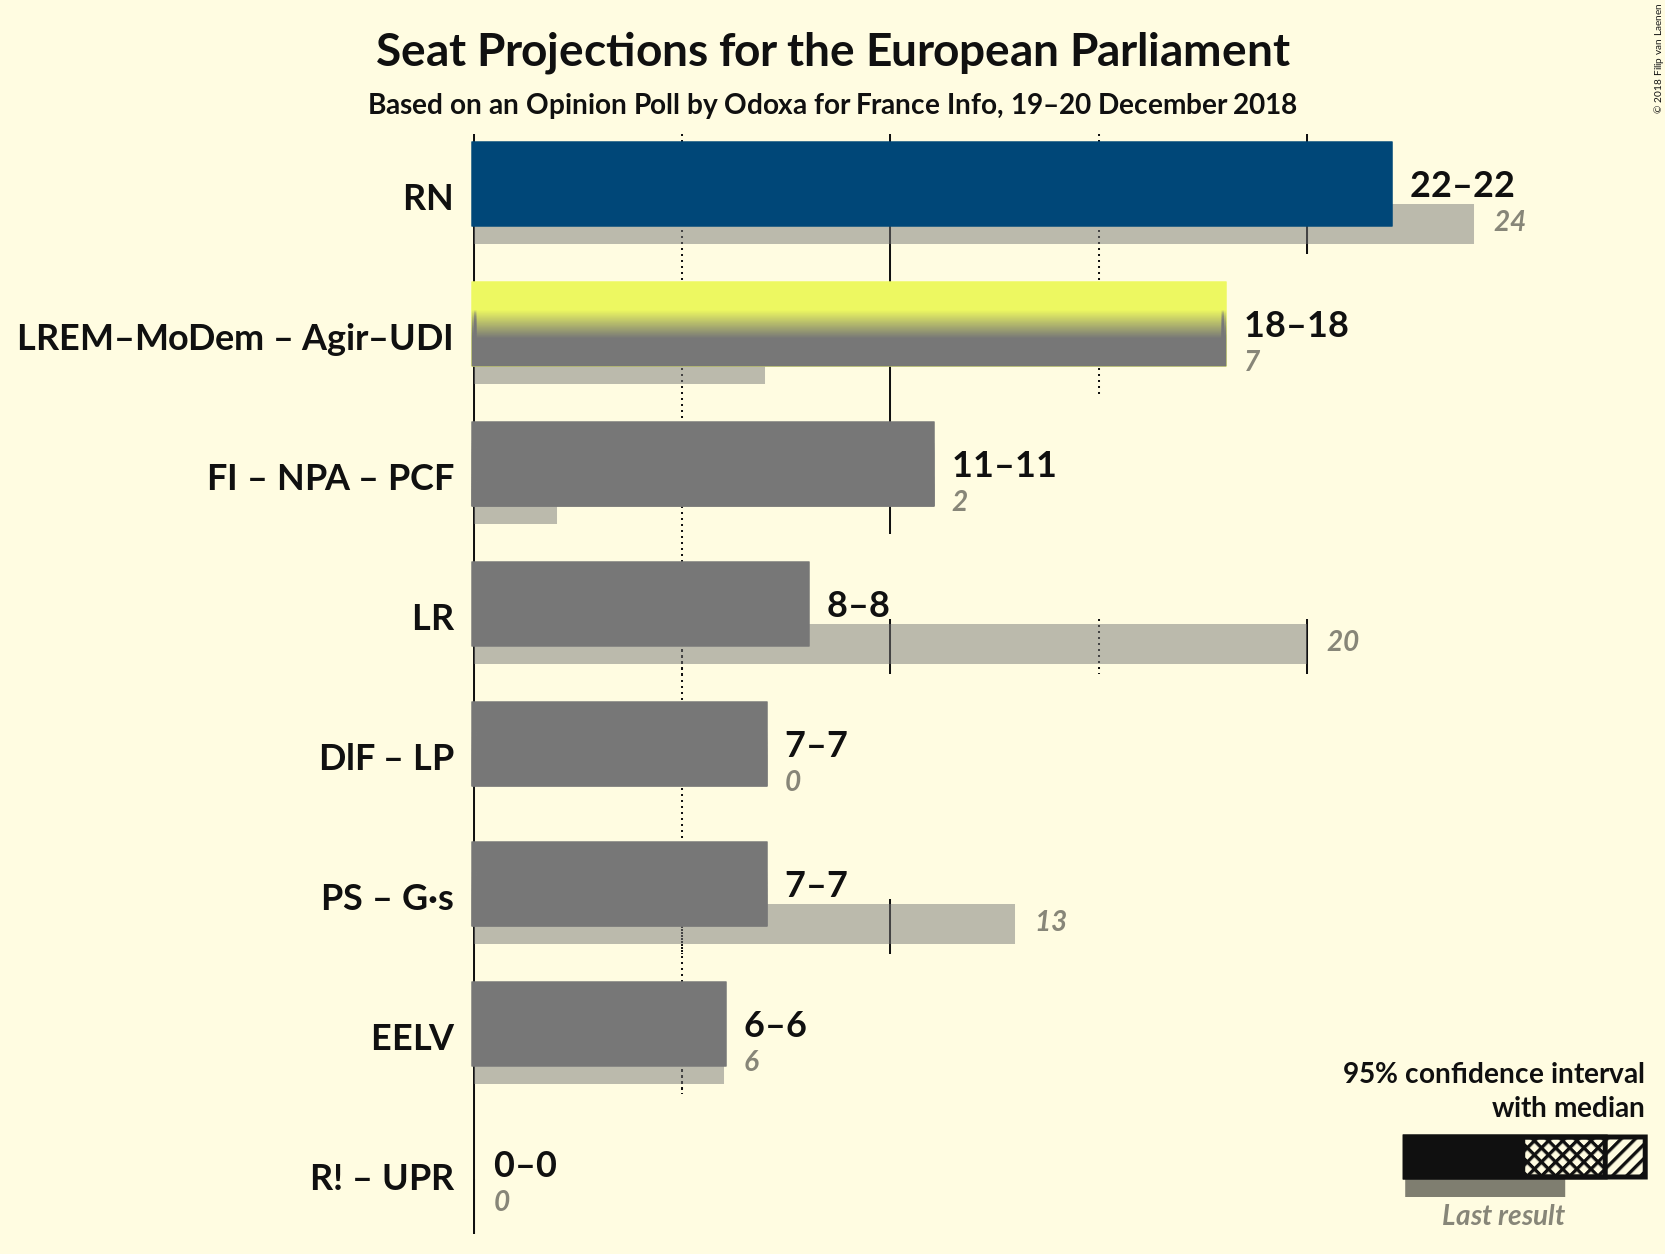 Seat Projections for the European Parliament
Based on an Opinion Poll by Odoxa for France Info, 19–20 December 2018
© 2018 Filip van Laenen
RN
22–22
24
LREM–MoDem – Agir–UDI
18–18
7
FI – NPA – PCF
11–11
2
LR
8–8
20
DlF – LP
7–7
0
PS – G·s
7–7
13
EELV
6–6
6
R! – UPR
0–0
0
95% confidence interval
with median
Last result